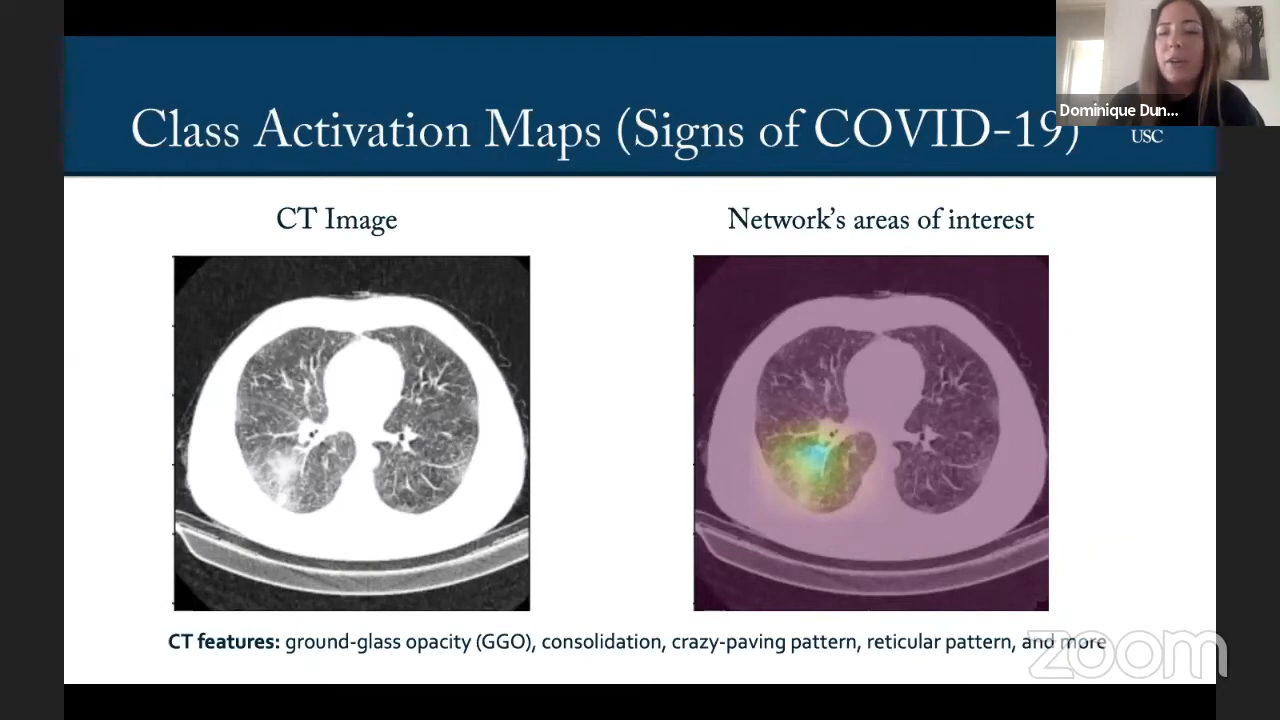 Class Activation Maps (Signs of COVID-19)
Dominique Dun...
USC
CT Image
Network's areas of interest
CT features: ground-glass opacity (GGO), consolidation, crazy-paving pattern, reticular pattern, and more
zoom